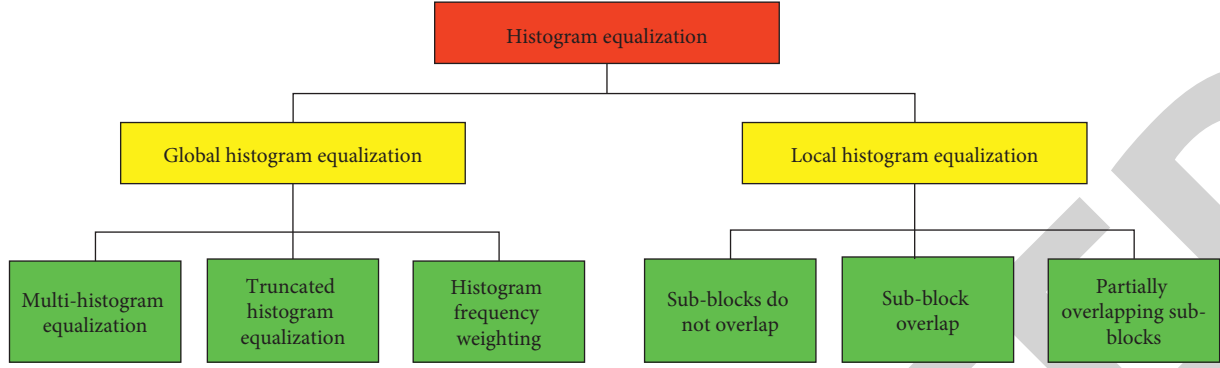 Histogram equalization
Global histogram equalization
Local histogram equalization
Multi-histogram
equalization
Truncated
histogram
equalization
Histogram
frequency
weighting
Sub-blocks do
not overlap
Sub-block
overlap
Partially
overlapping sub-
blocks